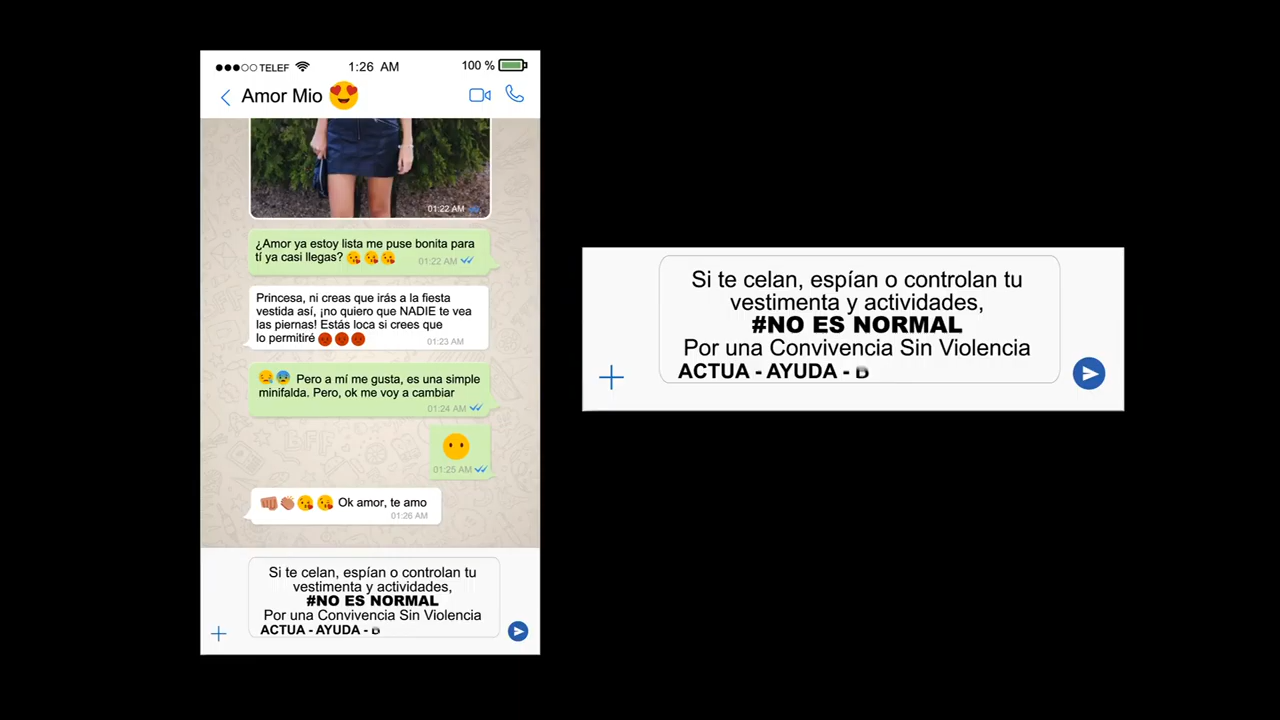 TELEF 1:26 AM 100 %
Amor Mio
01:22 AM
¿Amor ya estoy lista me puse bonita para
tí ya casi llegas?
01:22 AM
Princesa, ni creas que irás a la fiesta
vestida así, ¡no quiero que NADIE te vea
las piernas! Estás loca si crees que
lo permitiré
01:23 AM
Pero a mí me gusta, es una simple
minifalda. Pero, ok me voy a cambiar
01:24 AM
01:25 AM
Ok amor, te amo
01:26 AM
Si te celan, espían o controlan tu
vestimenta y actividades,
#NO ES NORMAL
Por una Convivencia Sin Violencia
ACTUA - AYUDA -
Si te celan, espían o controlan tu
vestimenta y actividades,
#NO ES NORMAL
Por una Convivencia Sin Violencia
ACTUA - AYUDA -